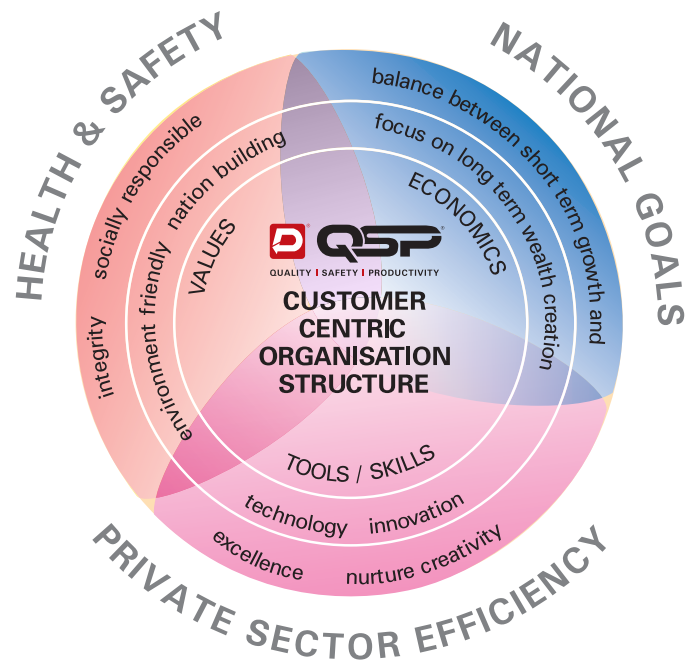 HEALTH & SAFETY
NATIONAL GOALS
socially responsible
integrity
nation building
environment friendly
VALUES
balance between short term growth and
focus on long term wealth creation
ECONOMICS
QSP
QUALITY | SAFETY | PRODUCTIVITY
CUSTOMER
CENTRIC
ORGANISATION
STRUCTURE
TOOLS / SKILLS
technology innovation
excellence nurture creativity
PRIVATE SECTOR EFFICIENCY